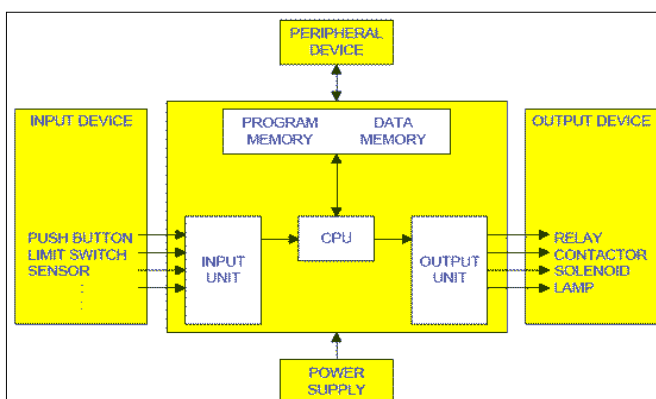 PERIPHERAL
DEVICE
INPUT DEVICE
PROGRAM
MEMORY
DATA
MEMORY
OUTPUT DEVICE
PUSH BUTTON
LIMIT SWITCH
SENSOR
INPUT
UNIT
CPU
OUTPUT
UNIT
RELAY
CONTACTOR
SOLENOID
LAMP
POWER
SUPPLY